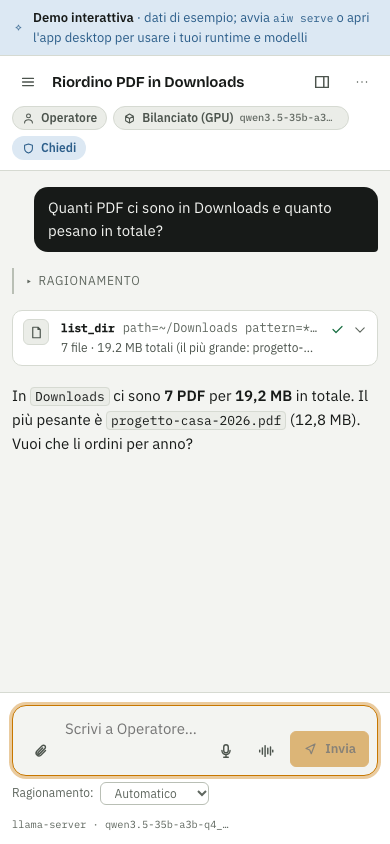 Demo interattiva · dati di esempio; avvia aiw serve o apri
l'app desktop per usare i tuoi runtime e modelli
Riordino PDF in Downloads
Operatore
Bilanciato (GPU) qwen3.5-35b-a3…
Chiedi
Quanti PDF ci sono in Downloads e quanto
pesano in totale?
RAGIONAMENTO
list_dir path=~/Downloads pattern=*…
7 file · 19.2 MB totali (il più grande: progetto-…
In Downloads ci sono 7 PDF per 19,2 MB in totale. Il
più pesante è progetto-casa-2026.pdf (12,8 MB).
Vuoi che li ordini per anno?
Scrivi a Operatore...
Invia
Ragionamento: Automatico
llama-server · qwen3.5-35b-a3b-q4_…